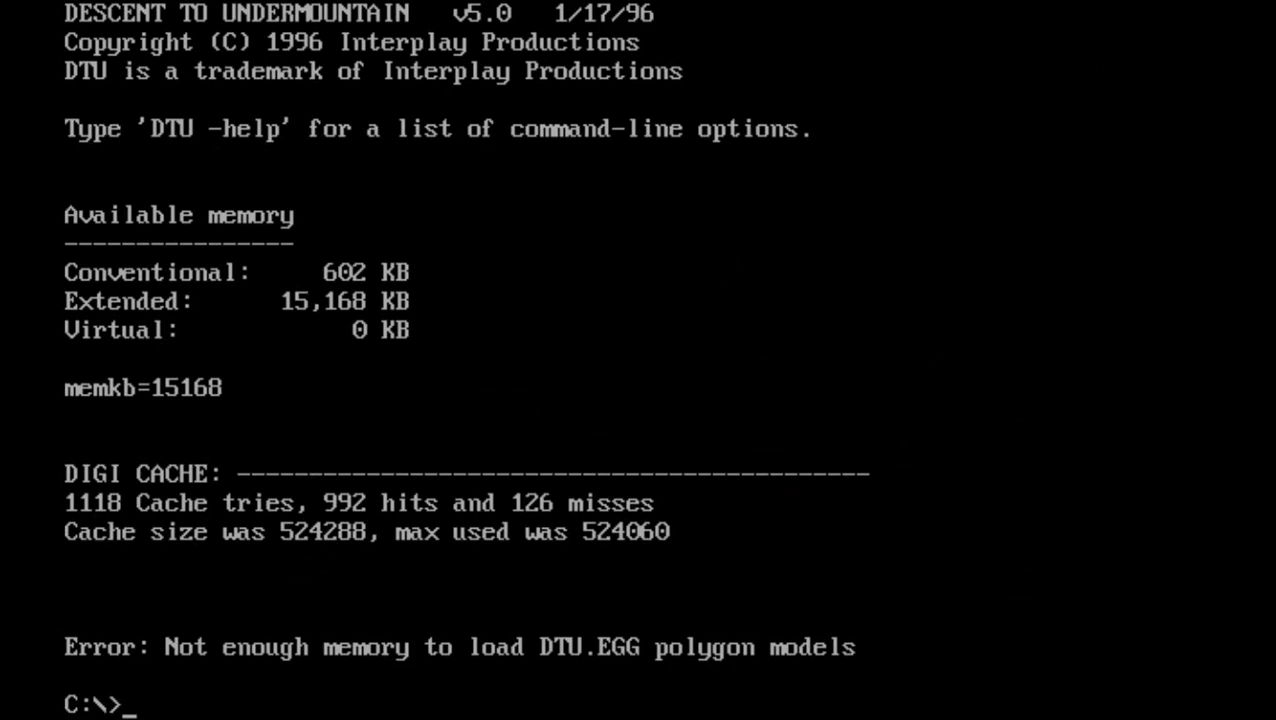 DESCENT TO UNDERMOUNTAIN   v5.0   1/17/96
Copyright (C) 1996 Interplay Productions
DTU is a trademark of Interplay Productions
Type 'DTU -help' for a list of command-line options.
Available memory
----------------
Conventional:     602 KB
Extended:      15,168 KB
Virtual:            0 KB
memkb=15168
DIGI CACHE: --------------------------------------------
1118 Cache tries, 992 hits and 126 misses
Cache size was 524288, max used was 524060
Error: Not enough memory to load DTU.EGG polygon models
C:\>_